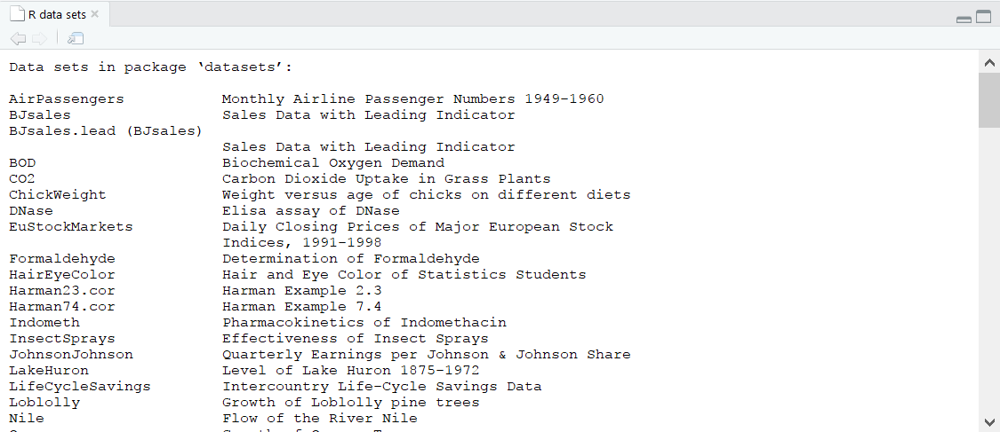 R data sets
Data sets in package ‘datasets’:
AirPassengers Monthly Airline Passenger Numbers 1949-1960
BJsales Sales Data with Leading Indicator
BJsales.lead (BJsales)
Sales Data with Leading Indicator
BOD Biochemical Oxygen Demand
CO2 Carbon Dioxide Uptake in Grass Plants
ChickWeight Weight versus age of chicks on different diets
DNase Elisa assay of DNase
EuStockMarkets Daily Closing Prices of Major European Stock
Indices, 1991-1998
Formaldehyde Determination of Formaldehyde
HairEyeColor Hair and Eye Color of Statistics Students
Harman23.cor Harman Example 2.3
Harman74.cor Harman Example 7.4
Indometh Pharmacokinetics of Indomethacin
InsectSprays Effectiveness of Insect Sprays
JohnsonJohnson Quarterly Earnings per Johnson & Johnson Share
LakeHuron Level of Lake Huron 1875-1972
LifeCycleSavings Intercountry Life-Cycle Savings Data
Loblolly Growth of Loblolly pine trees
Nile Flow of the River Nile